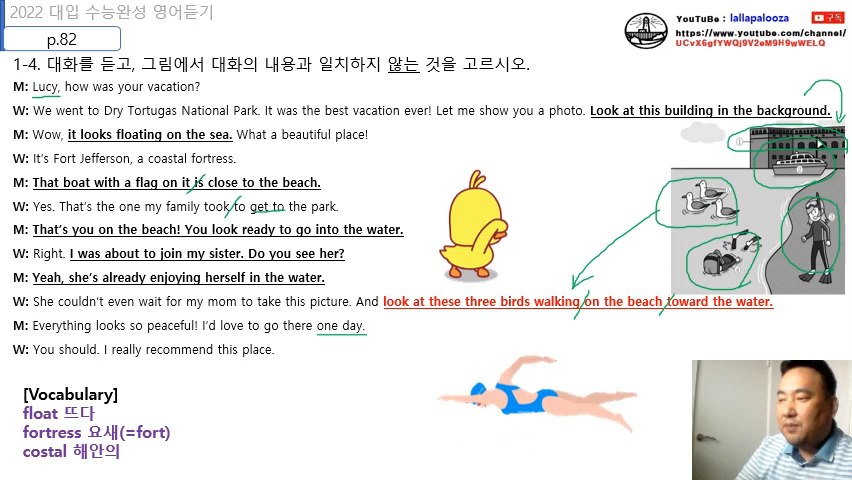 2022 대입 수능완성 영어듣기
p.82
YouTuBe : lallapalooza
구독
https://www.youtube.com/channel/
UCvX6gfYWQj9V2eM9H9wWELQ
1-4. 대화를 듣고, 그림에서 대화의 내용과 일치하지 않는 것을 고르시오.
M: Lucy, how was your vacation?
W: We went to Dry Tortugas National Park. It was the best vacation ever! Let me show you a photo. Look at this building in the background.
M: Wow, it looks floating on the sea. What a beautiful place!
W: It's Fort Jefferson, a coastal fortress.
M: That boat with a flag on it is close to the beach.
W: Yes. That's the one my family took to get to the park.
M: That's you on the beach! You look ready to go into the water.
W: Right. I was about to join my sister. Do you see her?
M: Yeah, she's already enjoying herself in the water.
W: She couldn't even wait for my mom to take this picture. And look at these three birds walking on the beach toward the water.
M: Everything looks so peaceful! I'd love to go there one day.
W: You should. I really recommend this place.
①
②
③
[Vocabulary]
float 뜨다
fortress 요새(=fort)
costal 해안의